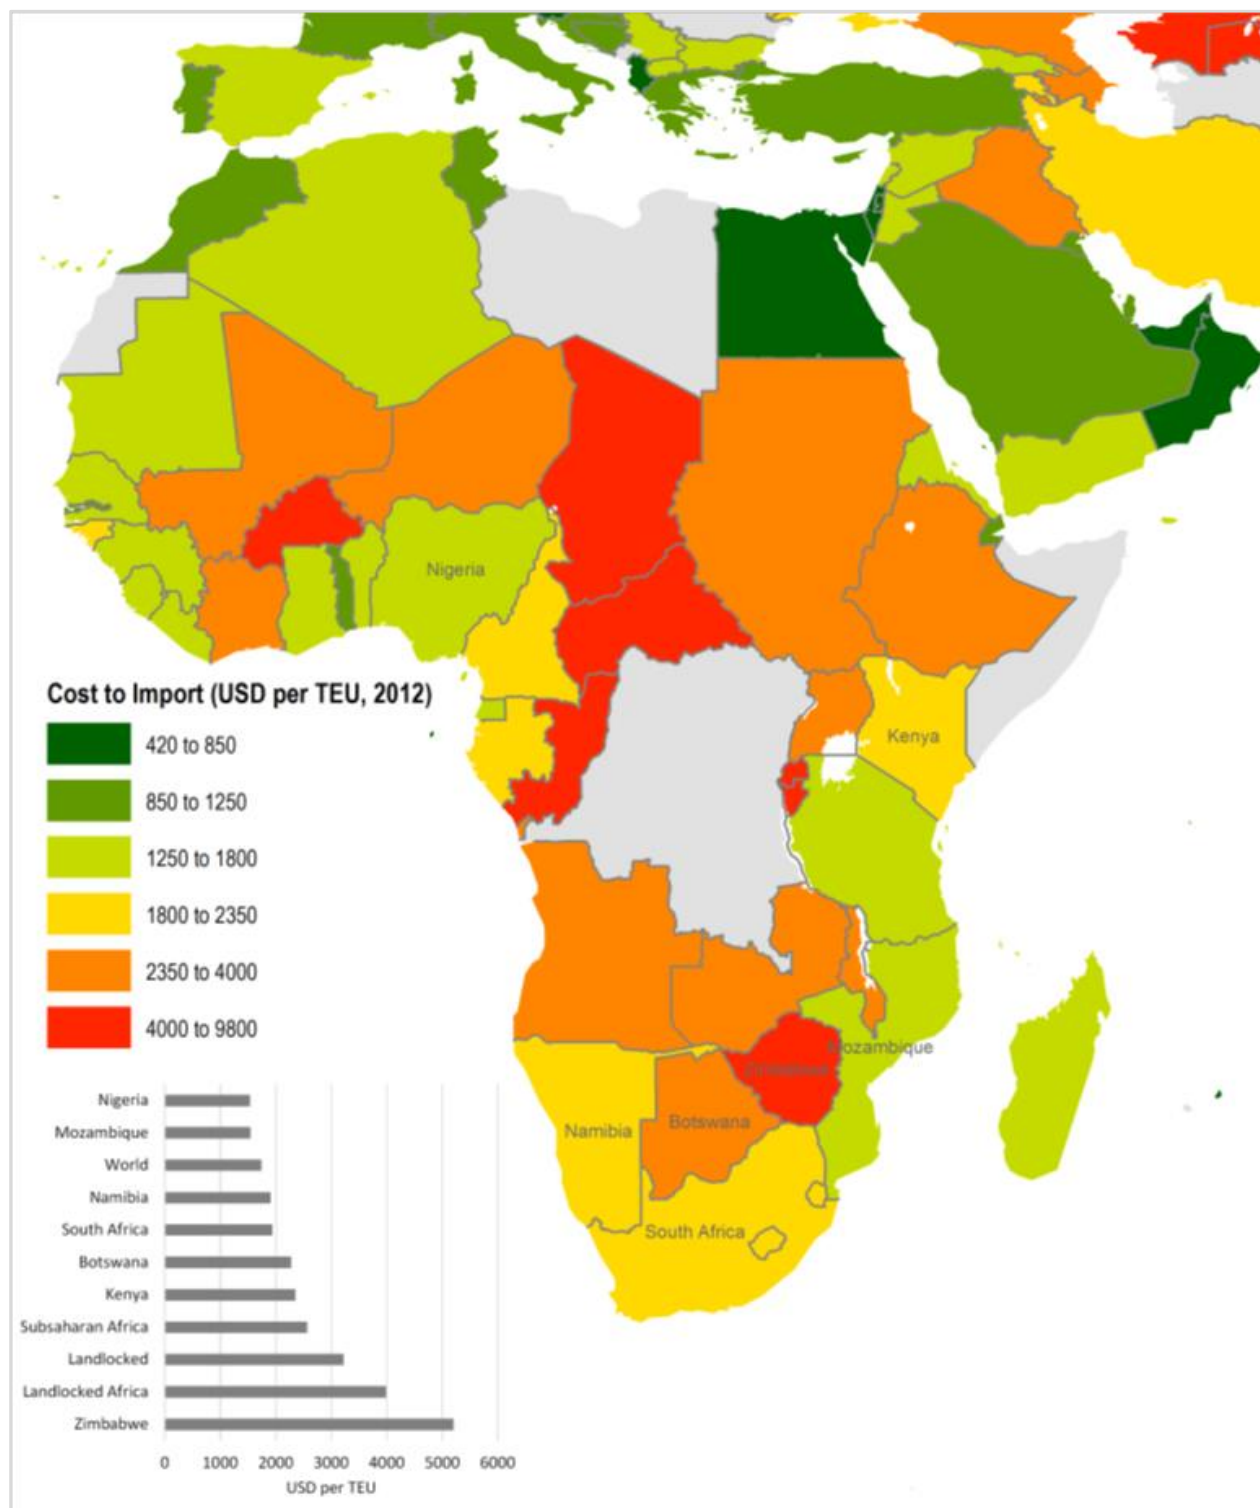 Nigeria
Kenya
Mozambique
Zimbabwe
Botswana
Namibia
South Africa
Cost to Import (USD per TEU, 2012)
420 to 850
850 to 1250
1250 to 1800
1800 to 2350
2350 to 4000
4000 to 9800
Nigeria
Mozambique
World
Namibia
South Africa
Botswana
Kenya
Subsaharan Africa
Landlocked
Landlocked Africa
Zimbabwe
0 1000 2000 3000 4000 5000 6000
USD per TEU